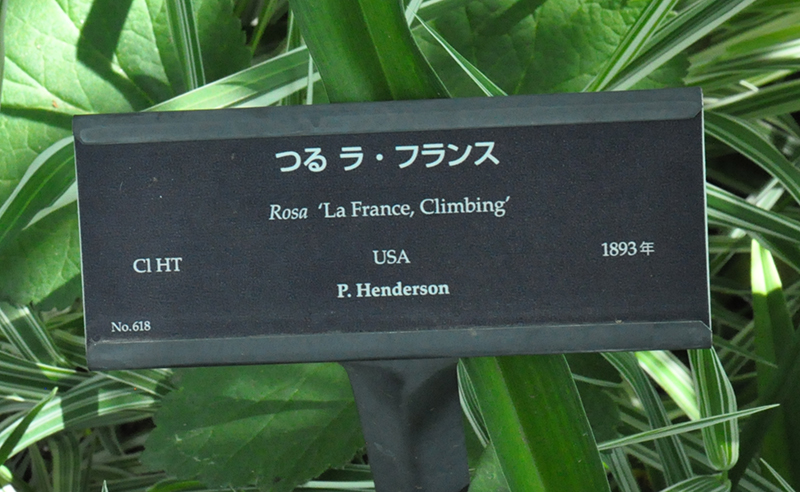 つる ラ・フランス
Rosa 'La France, Climbing'
Cl HT USA 1893年
P. Henderson
No.618